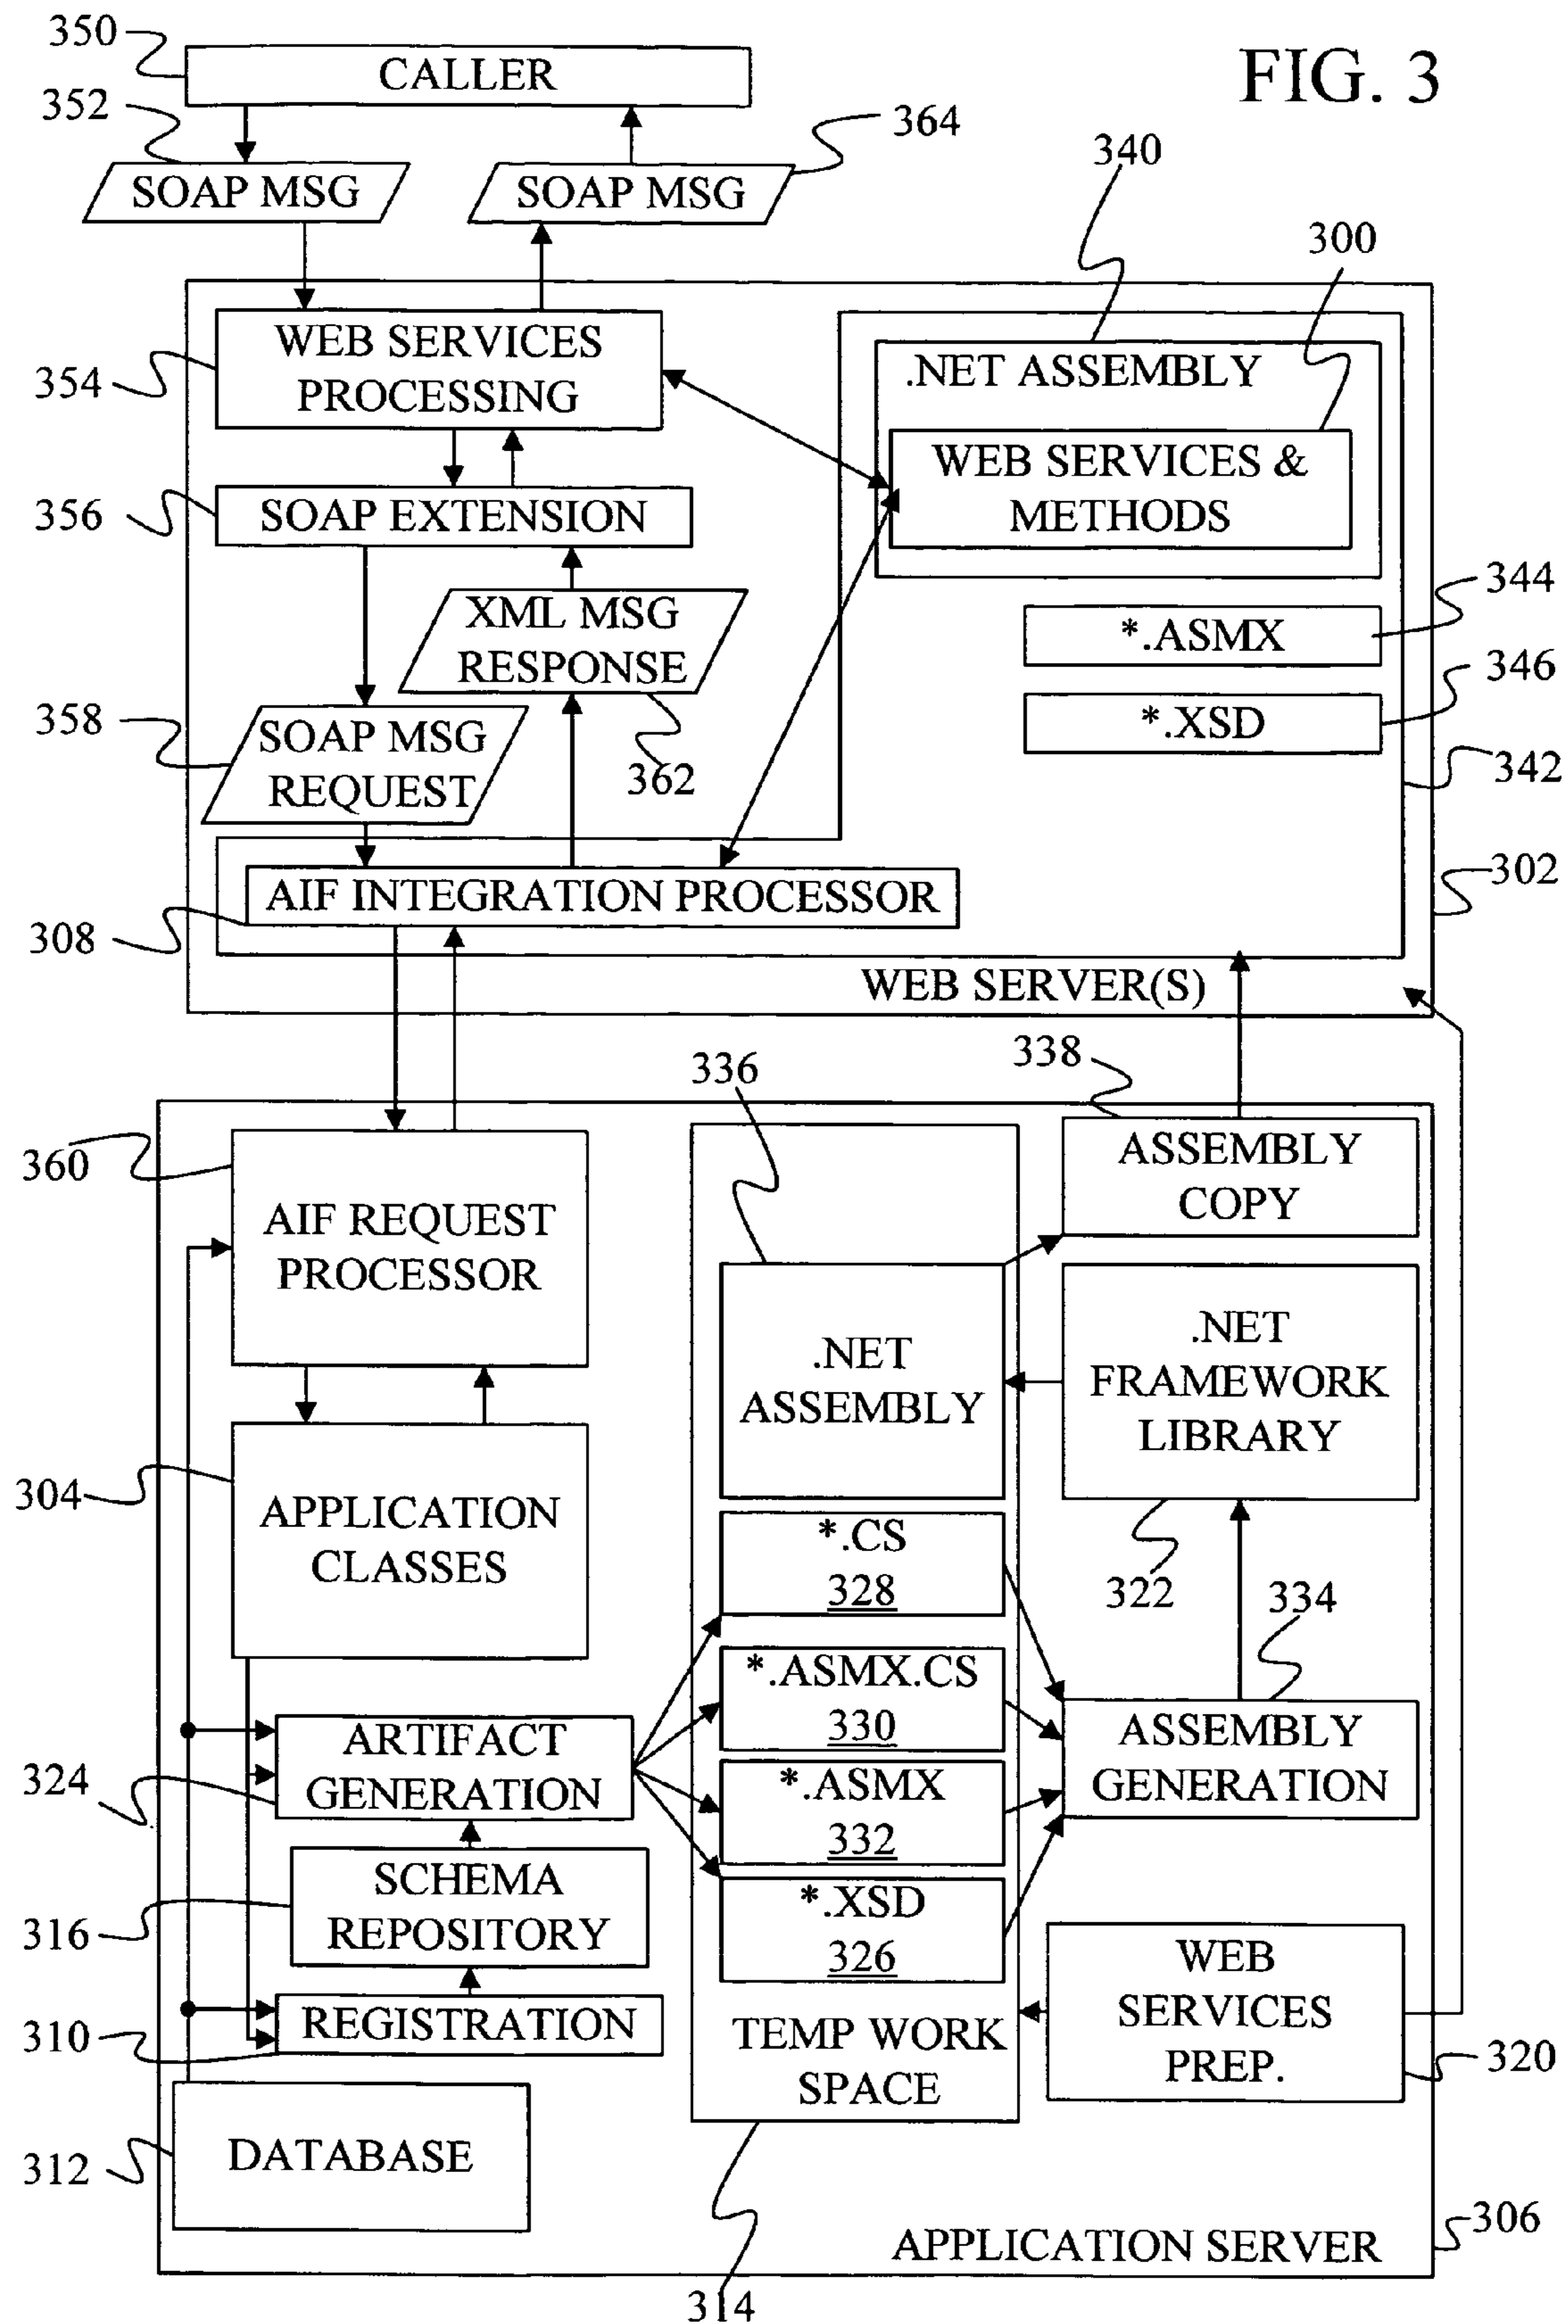 FIG. 3
350
CALLER
352
364
SOAP MSG
SOAP MSG
340
300
WEB SERVICES
PROCESSING
354
.NET ASSEMBLY
WEB SERVICES &
METHODS
356
SOAP EXTENSION
344
*.ASMX
XML MSG
RESPONSE
346
*.XSD
358
SOAP MSG
REQUEST
362
342
302
AIF INTEGRATION PROCESSOR
308
WEB SERVER(S)
336
338
360
ASSEMBLY
COPY
AIF REQUEST
PROCESSOR
.NET
ASSEMBLY
.NET
FRAMEWORK
LIBRARY
304
APPLICATION
CLASSES
*.CS
328
322
334
*.ASMX.CS
330
324
ARTIFACT
GENERATION
ASSEMBLY
GENERATION
*.ASMX
332
SCHEMA
REPOSITORY
316
*.XSD
326
WEB
SERVICES
PREP.
310
REGISTRATION
TEMP WORK
SPACE
320
312
DATABASE
306
APPLICATION SERVER
314